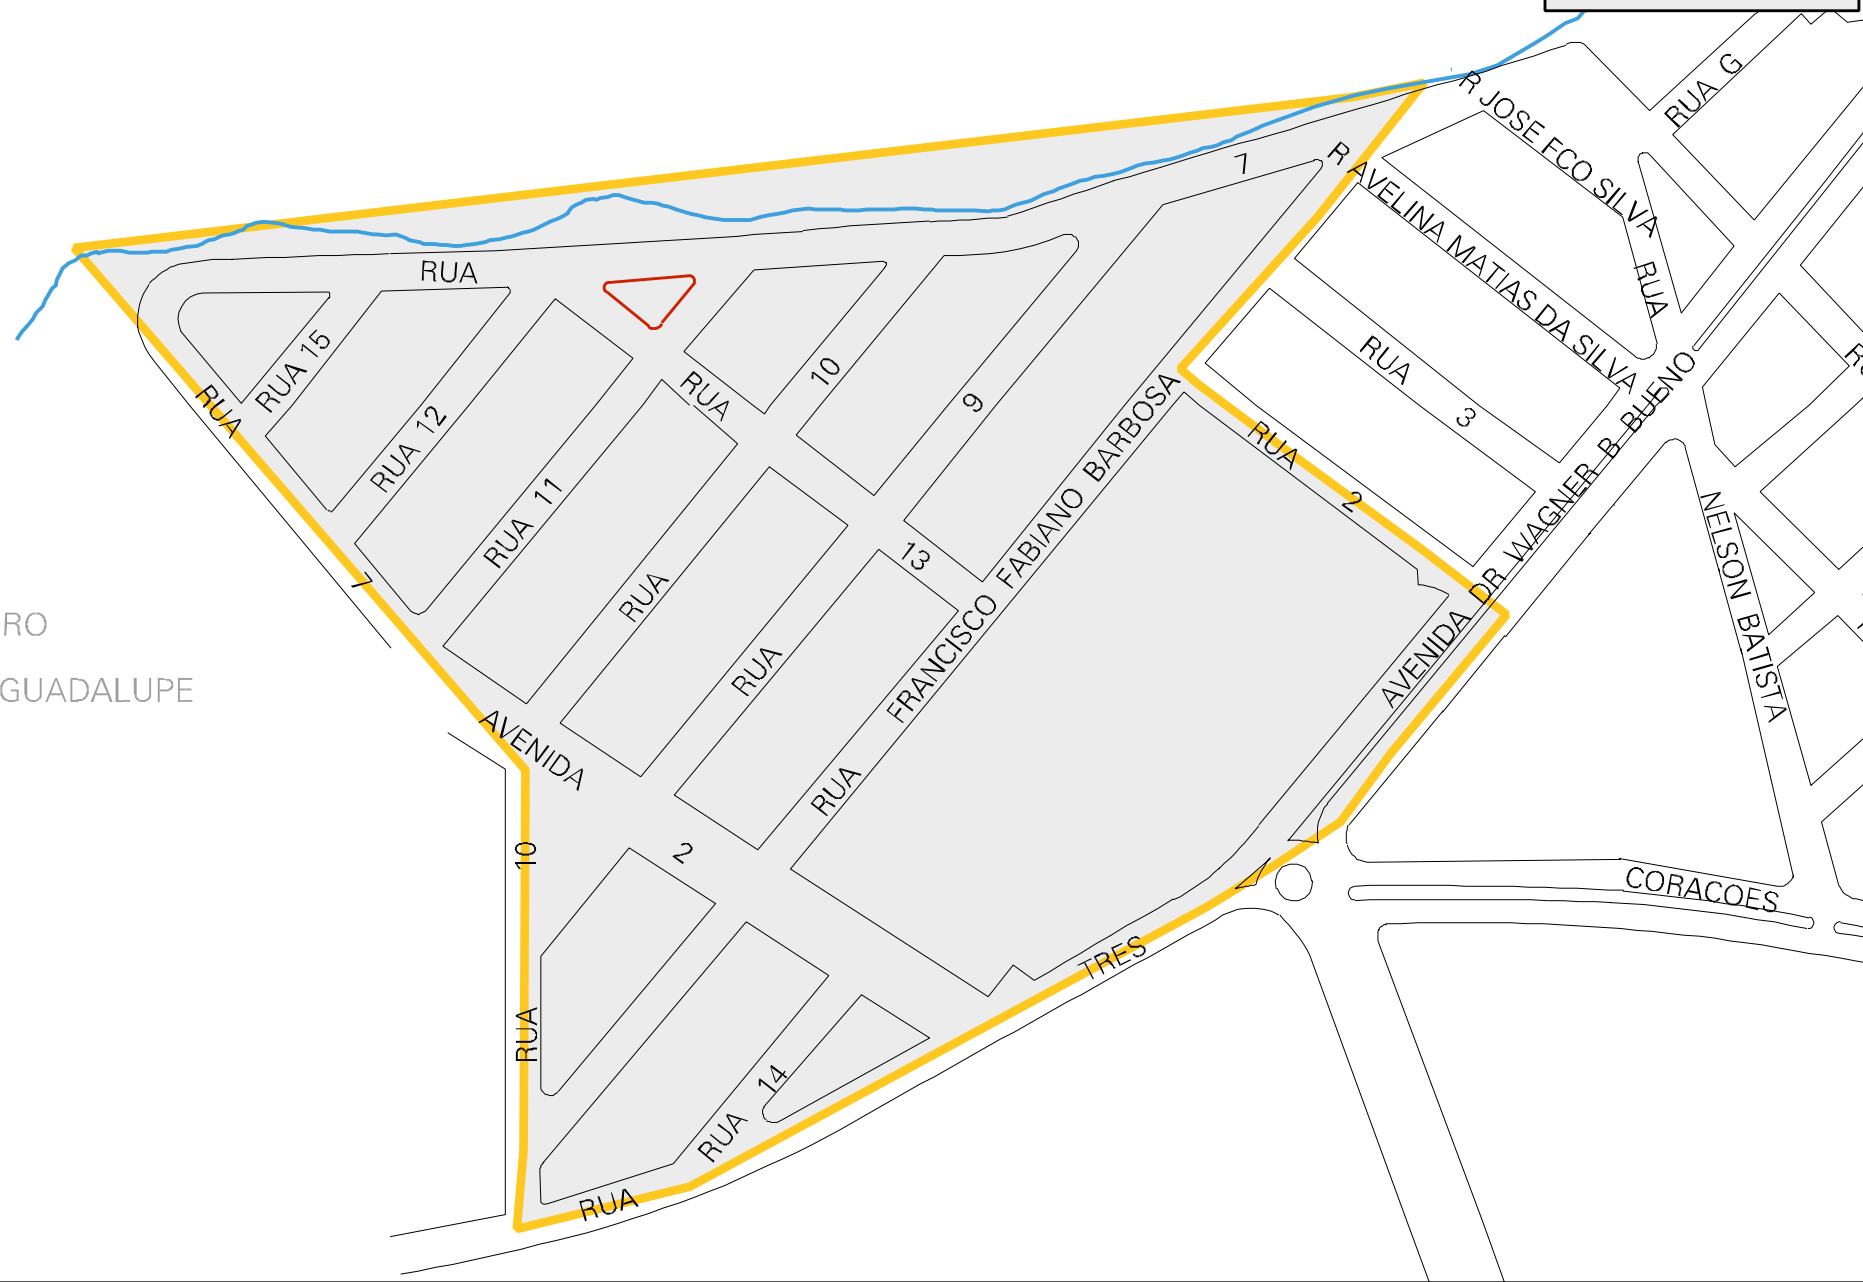 RUA G
R JOSE FCO SILVA
RUA
7
R AVELINA MATIAS DA SILVA
RUA
RUA 15
RUA
RUA 12
RUA
10
9
RUA 3
RUA 2
RUA 11
RUA
13
RUA
RUA FRANCISCO FABIANO BARBOSA
AVENIDA DR WAGNER B BUENO
NELSON BATISTA
7
RO
GUADALUPE
AVENIDA
2
10
RUA
CORACOES
TRES
RUA 14
RUA